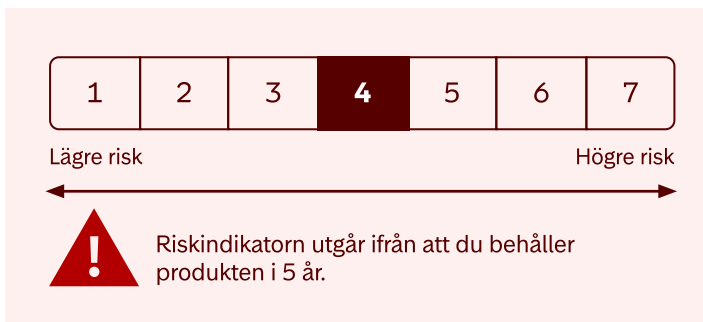 1 2 3 4 5 6 7
Lägre risk Högre risk
!
Riskindikatorn utgår ifrån att du behåller
produkten i 5 år.